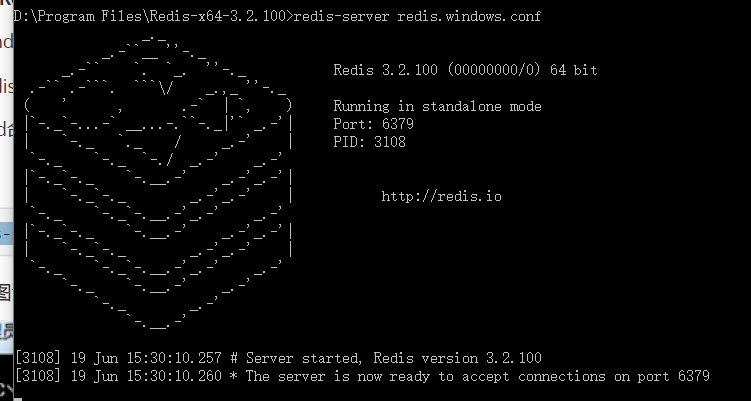 D:\Program Files\Redis-x64-3.2.100>redis-server redis.windows.conf
Redis 3.2.100 (00000000/0) 64 bit
Running in standalone mode
Port: 6379
PID: 3108
http://redis.io
[3108] 19 Jun 15:30:10.257 # Server started, Redis version 3.2.100
[3108] 19 Jun 15:30:10.260 * The server is now ready to accept connections on port 6379